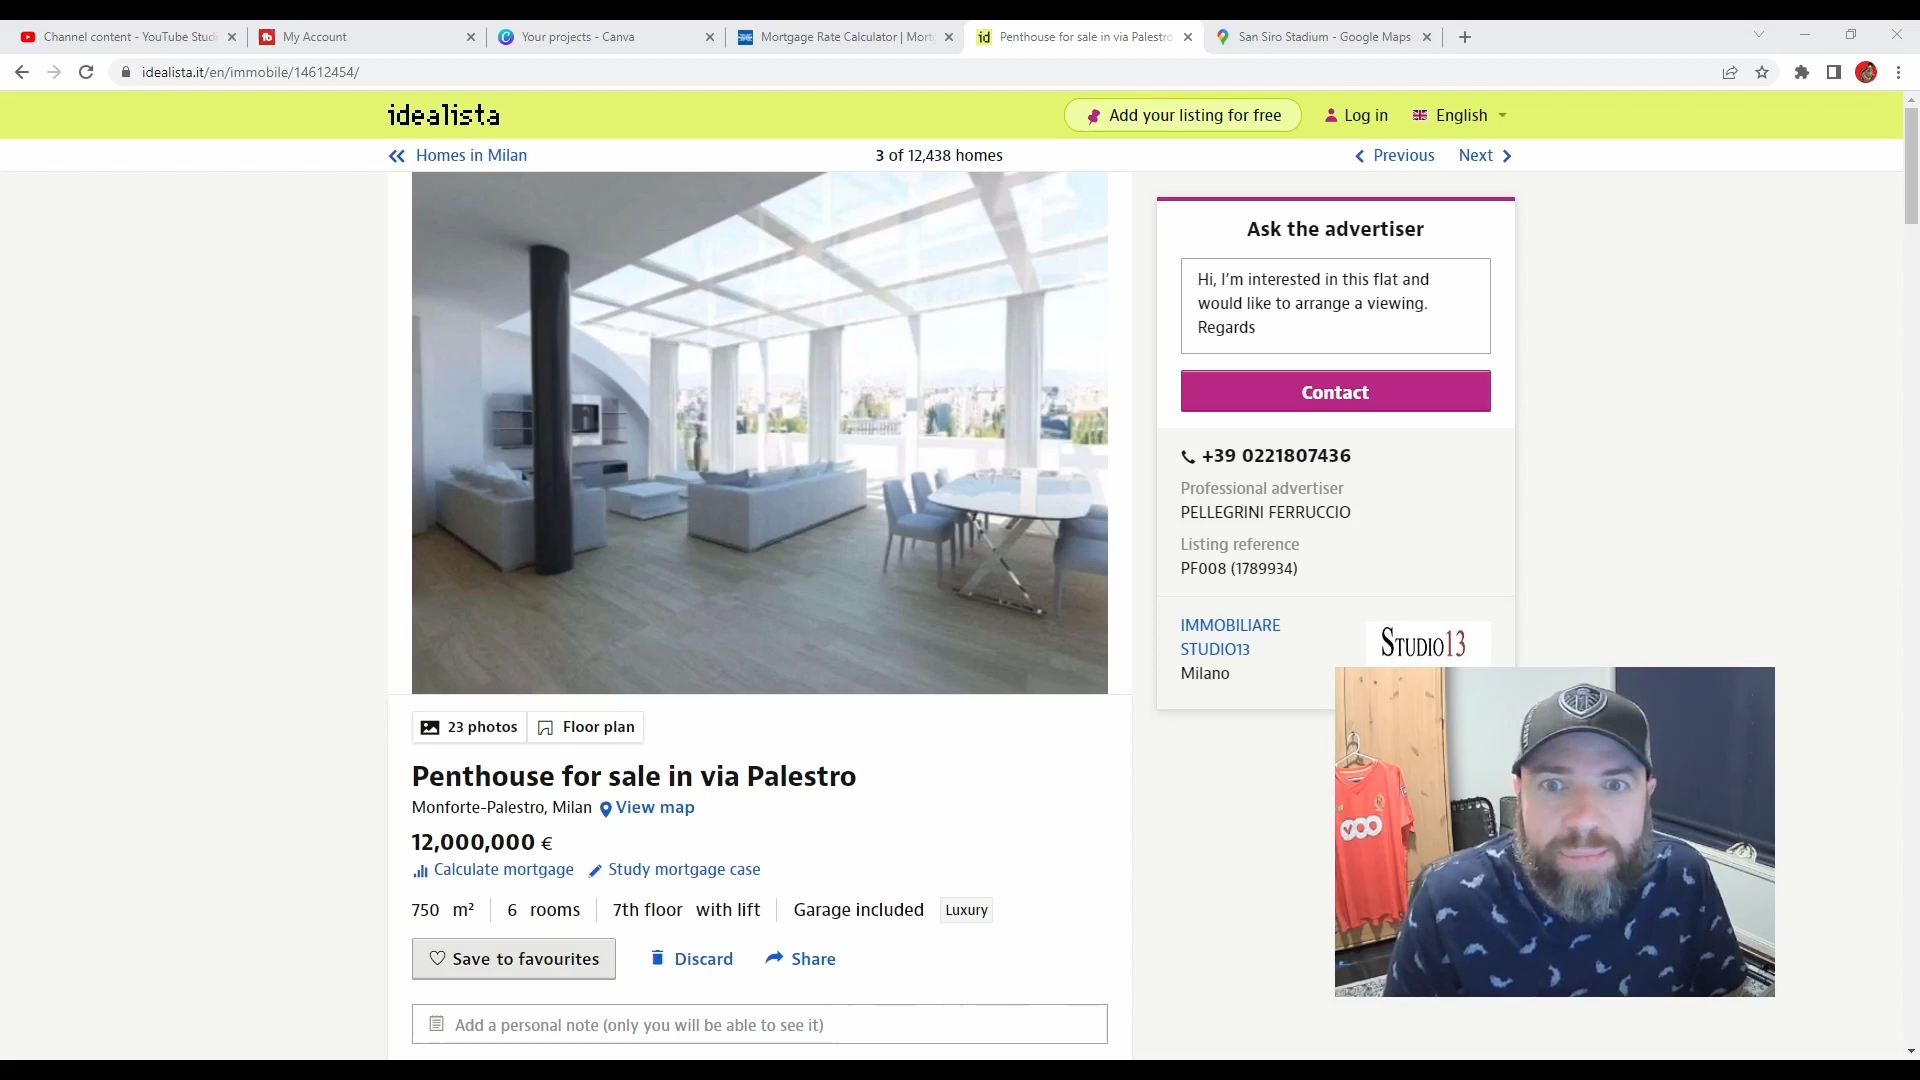 Channel content - YouTube Stud
My Account
Your projects - Canva
Mortgage Rate Calculator | Mort
Penthouse for sale in via Palestro
San Siro Stadium - Google Maps
idealista.it/en/immobile/14612454/
idealista
Add your listing for free
Log in
English
Homes in Milan
3 of 12,438 homes
Previous
Next
Ask the advertiser
Hi, I'm interested in this flat and
would like to arrange a viewing.
Regards
Contact
+39 0221807436
Professional advertiser
PELLEGRINI FERRUCCIO
Listing reference
PF008 (1789934)
IMMOBILIARE
STUDIO13
Milano
STUDIO13
23 photos
Floor plan
Penthouse for sale in via Palestro
Monforte-Palestro, Milan View map
12,000,000 €
Calculate mortgage
Study mortgage case
750 m² 6 rooms 7th floor with lift Garage included Luxury
Save to favourites
Discard
Share
Add a personal note (only you will be able to see it)
VOO